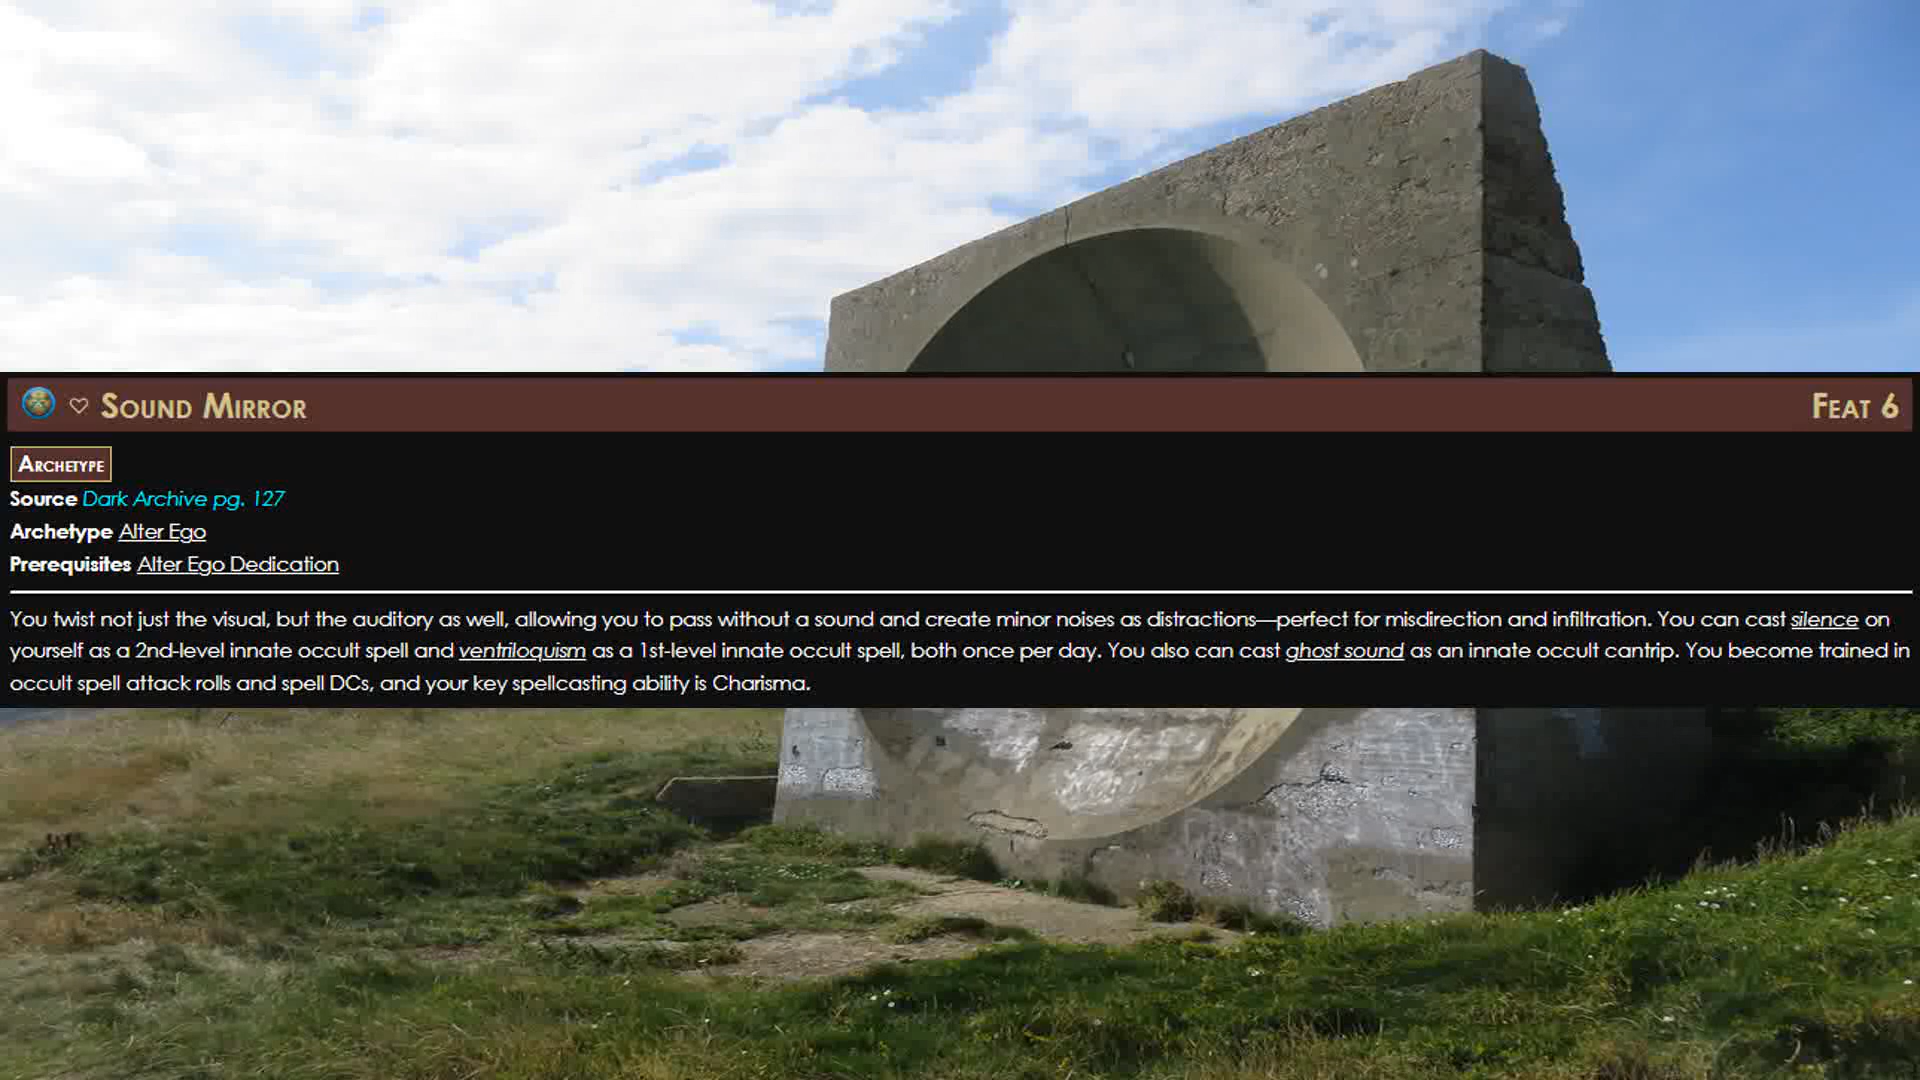 Sound Mirror Feat 6
Archetype
Source Dark Archive pg. 127
Archetype Alter Ego
Prerequisites Alter Ego Dedication
You twist not just the visual, but the auditory as well, allowing you to pass without a sound and create minor noises as distractions—perfect for misdirection and infiltration. You can cast silence on
yourself as a 2nd-level innate occult spell and ventriloquism as a 1st-level innate occult spell, both once per day. You also can cast ghost sound as an innate occult cantrip. You become trained in
occult spell attack rolls and spell DCs, and your key spellcasting ability is Charisma.